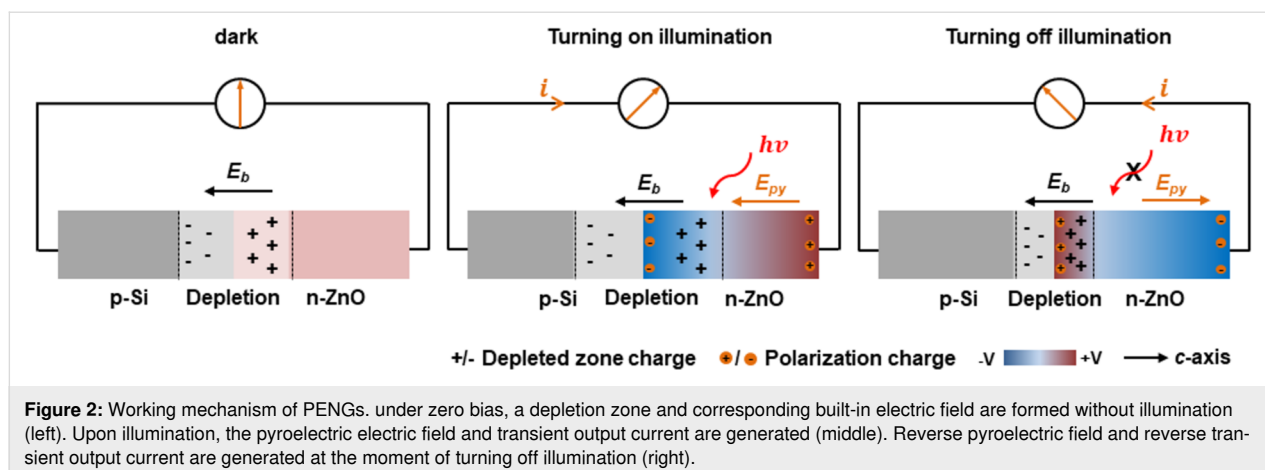 dark
Turning on illumination
Turning off illumination
i
i
hν
hν
E_b
E_b
E_py
X
E_b
E_py
p-Si Depletion n-ZnO
p-Si Depletion n-ZnO
p-Si Depletion n-ZnO
+/- Depleted zone charge +/- Polarization charge -V +V c-axis
Figure 2: Working mechanism of PENGs. under zero bias, a depletion zone and corresponding built-in electric field are formed without illumination
(left). Upon illumination, the pyroelectric electric field and transient output current are generated (middle). Reverse pyroelectric field and reverse tran-
sient output current are generated at the moment of turning off illumination (right).